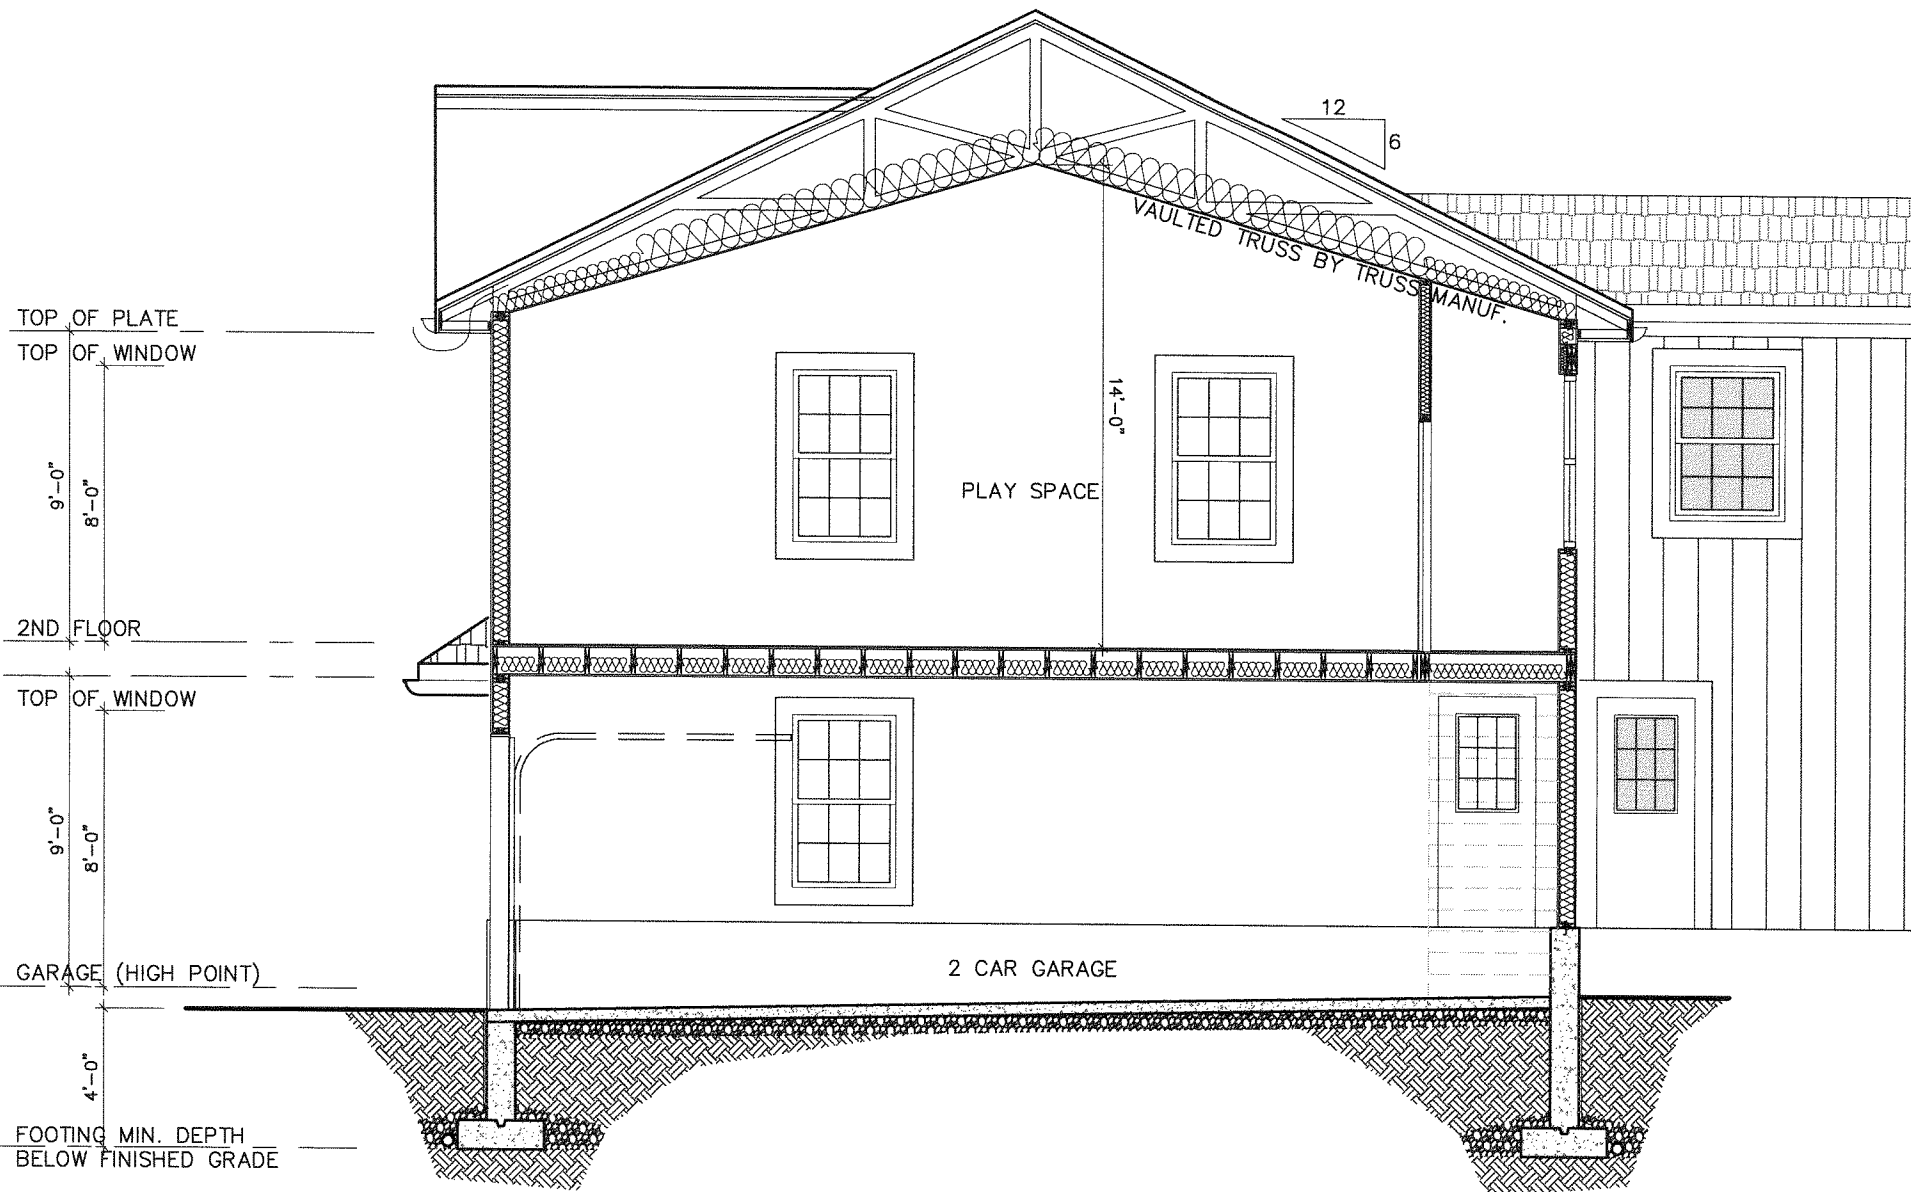 12
6
VAULTED TRUSS BY TRUSS MANUF.
TOP OF PLATE
TOP OF WINDOW
14'-0"
9'-0"
8'-0"
PLAY SPACE
2ND FLOOR
TOP OF WINDOW
9'-0"
8'-0"
GARAGE (HIGH POINT)
2 CAR GARAGE
4'-0"
FOOTING MIN. DEPTH
BELOW FINISHED GRADE